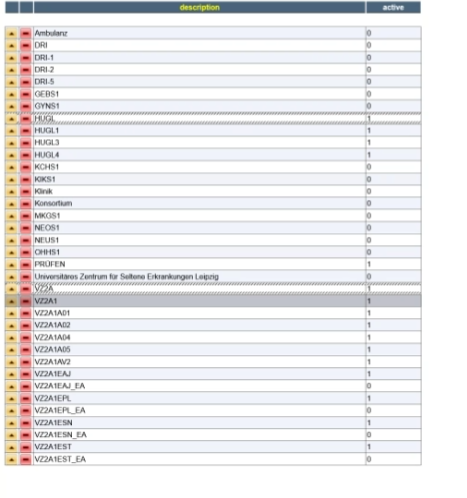 description active
Ambulanz 0
DRI 0
DRI-1 0
DRI-2 0
DRI-5 0
GEBS1 0
GYNS1 0
HUGL 1
HUGL1 1
HUGL3 1
HUGL4 1
KCHS1 0
KIKS1 0
Klinik 0
Konsortium 0
MKGS1 0
NEOS1 0
NEUS1 0
OHHS1 0
PRÜFEN 1
Universitäres Zentrum für Seltene Erkrankungen Leipzig 0
VZ2A 1
VZ2A1 1
VZ2A1A01 1
VZ2A1A02 1
VZ2A1A04 1
VZ2A1A05 1
VZ2A1AV2 1
VZ2A1EAJ 1
VZ2A1EAJ_EA 0
VZ2A1EPL 1
VZ2A1EPL_EA 0
VZ2A1ESN 1
VZ2A1ESN_EA 0
VZ2A1EST 1
VZ2A1EST_EA 0